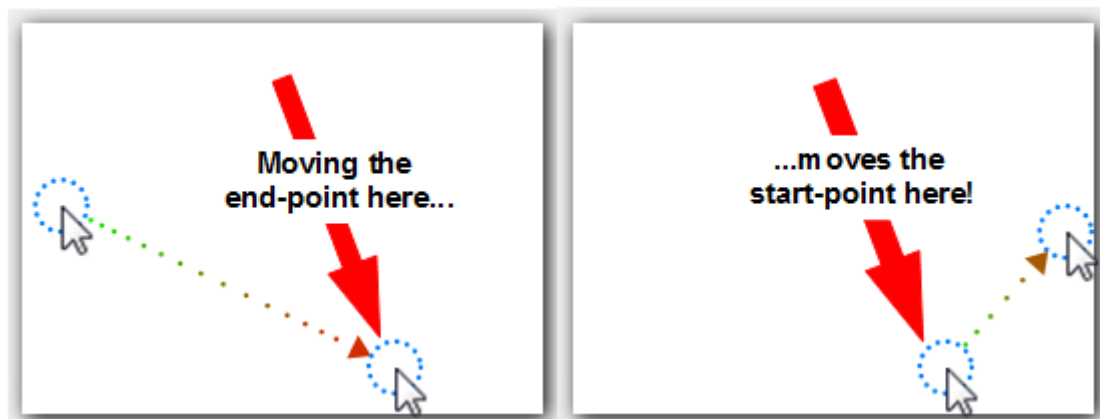 Moving the
end-point here...
...moves the
start-point here!